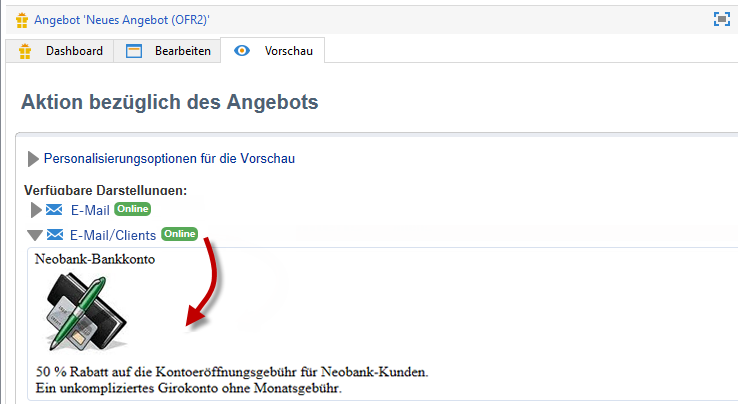 Angebot 'Neues Angebot (OFR2)'
Dashboard Bearbeiten Vorschau
Aktion bezüglich des Angebots
Personalisierungsoptionen für die Vorschau
Verfügbare Darstellungen:
E-Mail Online
E-Mail/Clients Online
Neobank-Bankkonto
50 % Rabatt auf die Kontoeröffnungsgebühr für Neobank-Kunden.
Ein unkompliziertes Girokonto ohne Monatsgebühr.